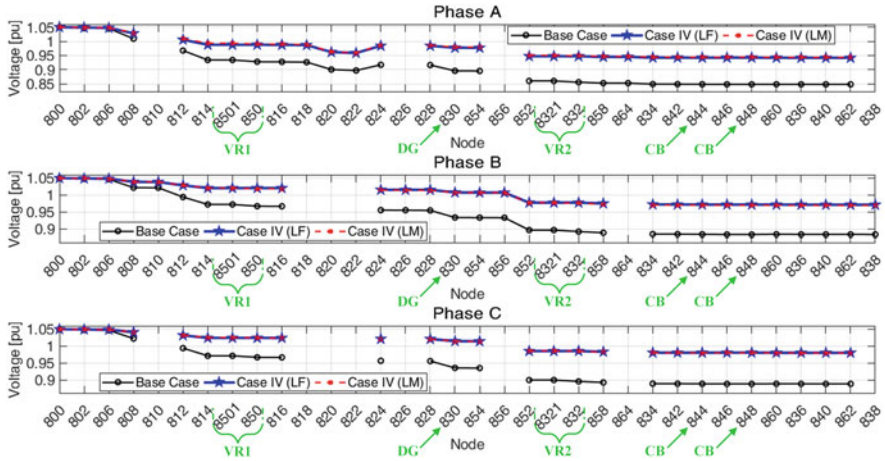 Phase A
Voltage [pu]
1.05
1
0.95
0.9
0.85
Base Case Case IV (LF) Case IV (LM)
800 802 806 808 810 812 814 8501 850 816 818 820 822 824 828 830 854 856 852 8321 832 858 864 834 842 844 846 848 860 836 840 862 838
Node
VR1 DG VR2 CB CB
Phase B
Voltage [pu]
1.05
1
0.95
0.9
Base Case Case IV (LF) Case IV (LM)
800 802 806 808 810 812 814 8501 850 816 818 820 822 824 828 830 854 856 852 8321 832 858 864 834 842 844 846 848 860 836 840 862 838
Node
VR1 DG VR2 CB CB
Phase C
Voltage [pu]
1.05
1
0.95
0.9
Base Case Case IV (LF) Case IV (LM)
800 802 806 808 810 812 814 8501 850 816 818 820 822 824 828 830 854 856 852 8321 832 858 864 834 842 844 846 848 860 836 840 862 838
Node
VR1 DG VR2 CB CB